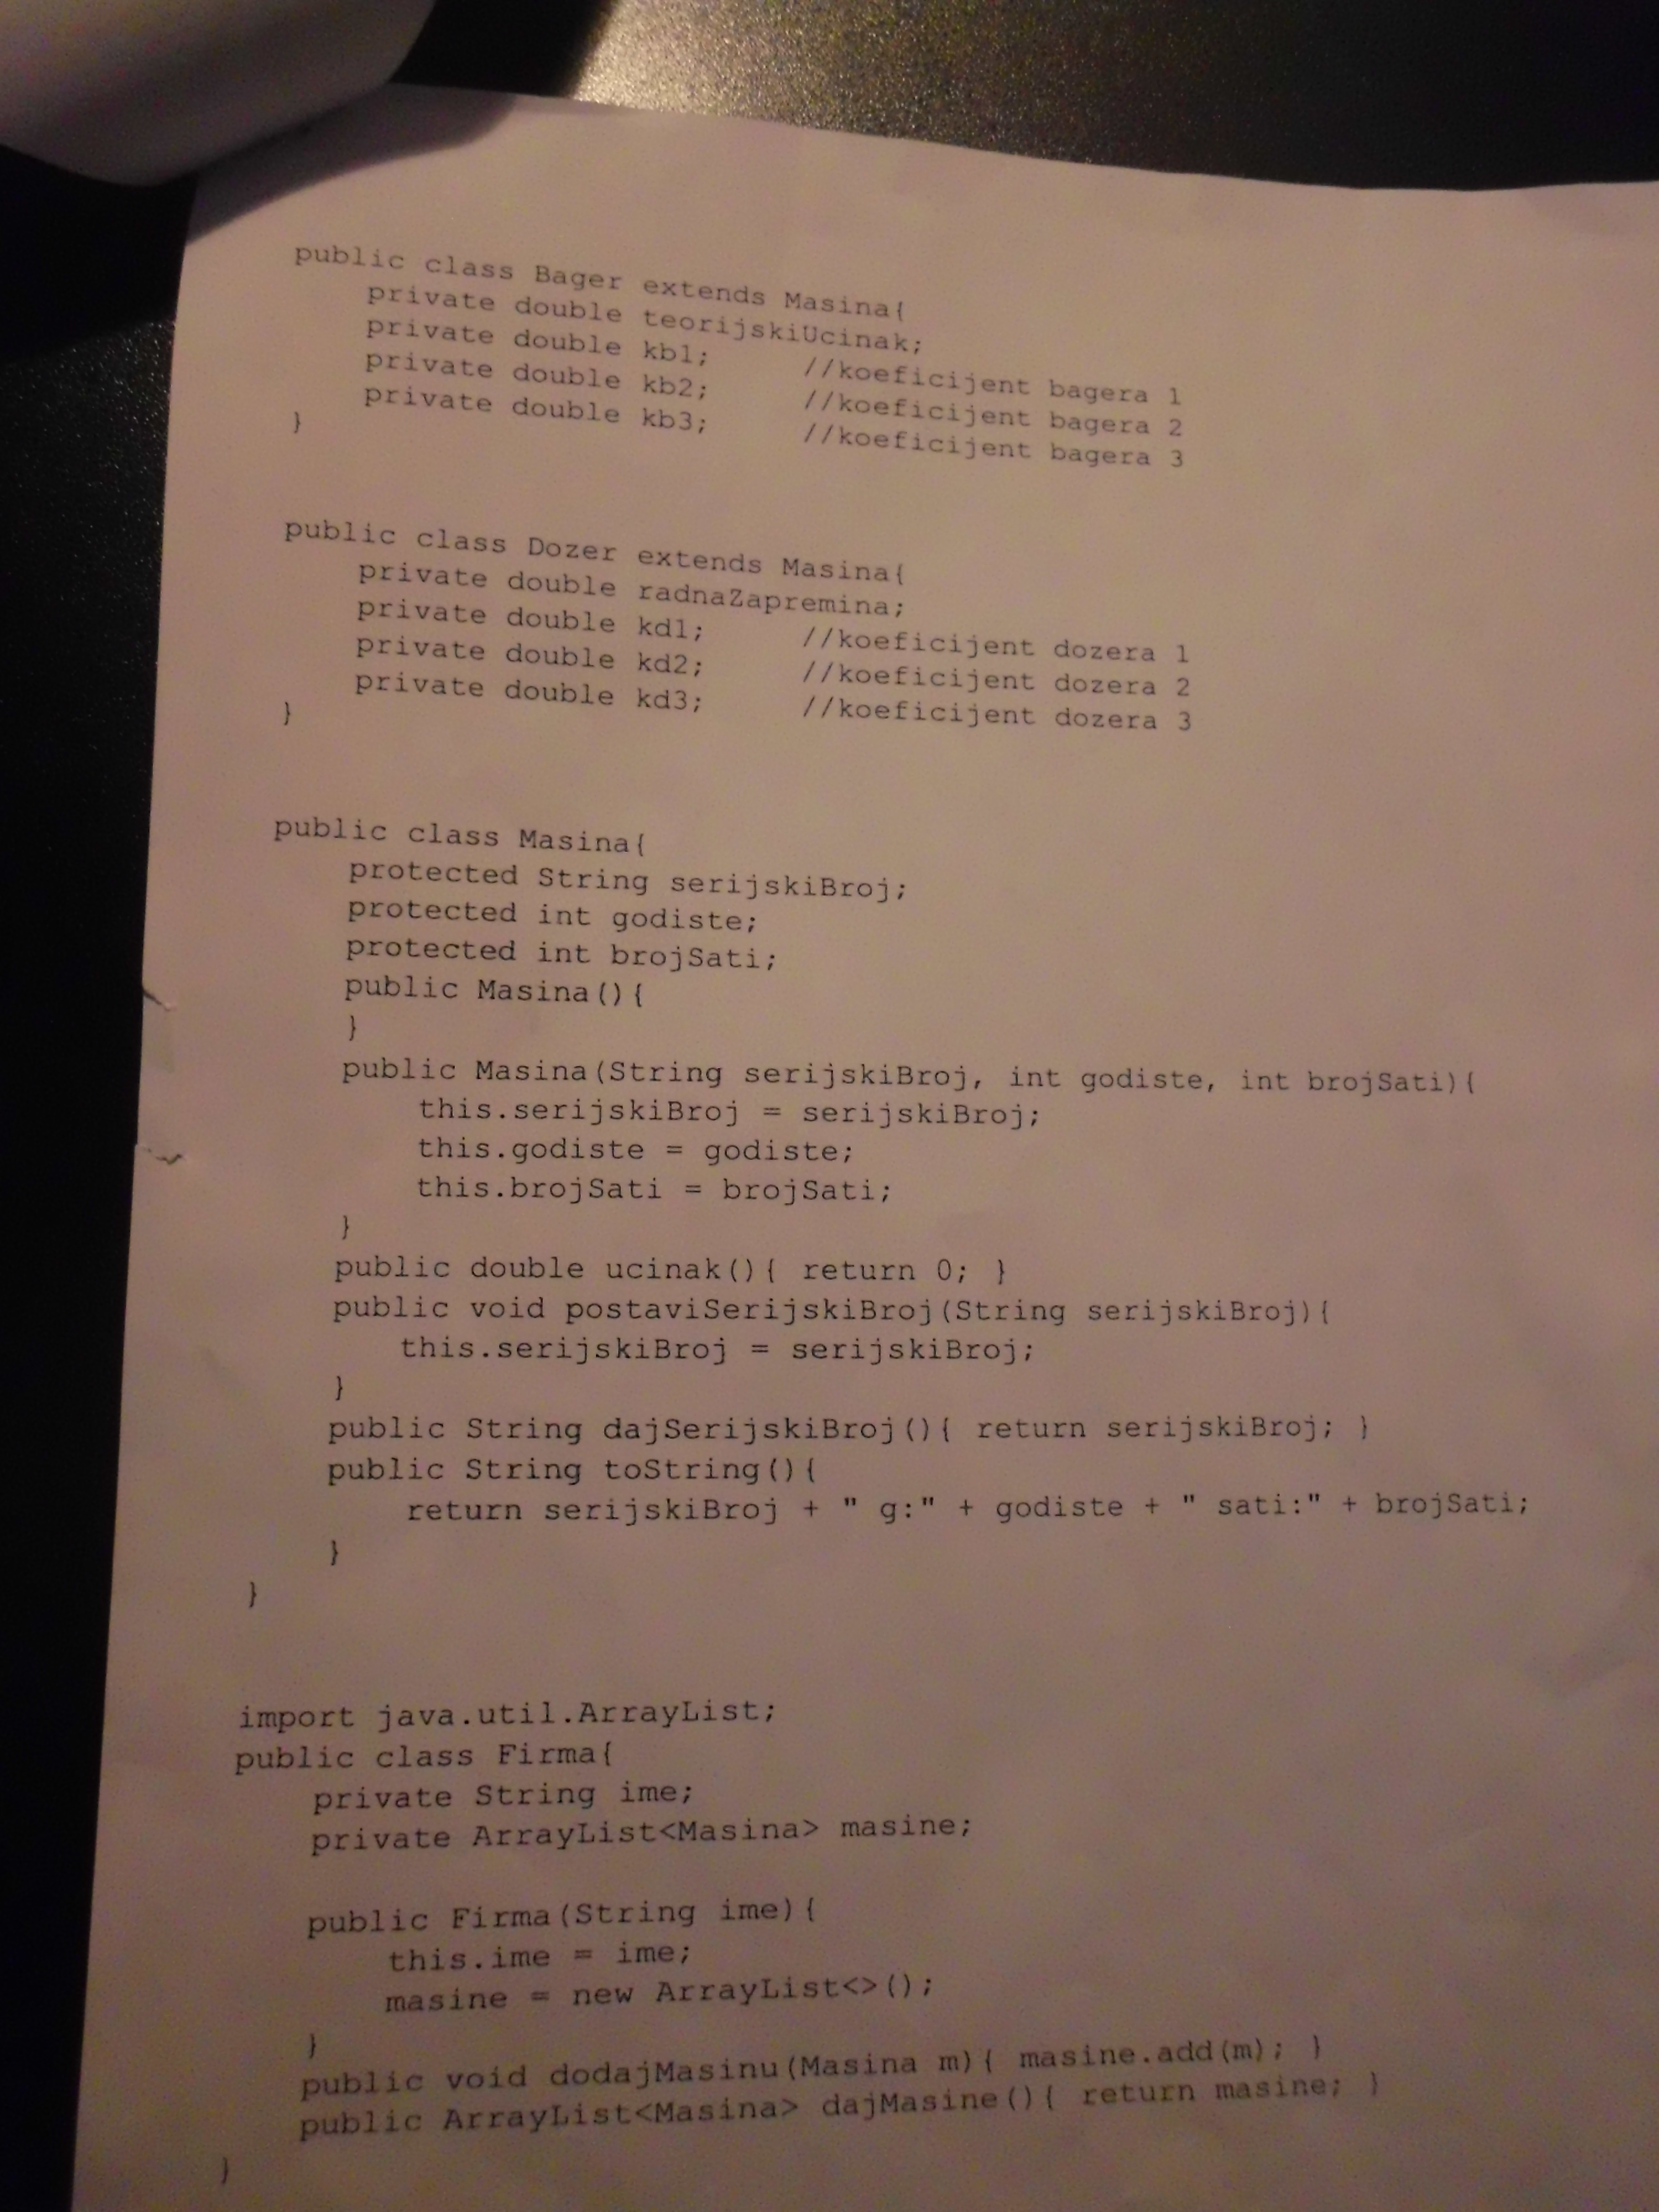 public class Bager extends Masina{
private double teorijskiUcinak;
private double kb1; //koeficijent bagera 1
private double kb2; //koeficijent bagera 2
private double kb3; //koeficijent bagera 3
}
public class Dozer extends Masina{
private double radnaZapremina;
private double kd1; //koeficijent dozera 1
private double kd2; //koeficijent dozera 2
private double kd3; //koeficijent dozera 3
}
public class Masina{
protected String serijskiBroj;
protected int godiste;
protected int brojSati;
public Masina(){
}
public Masina(String serijskiBroj, int godiste, int brojSati){
this.serijskiBroj = serijskiBroj;
this.godiste = godiste;
this.brojSati = brojSati;
}
public double ucinak(){ return 0; }
public void postaviSerijskiBroj(String serijskiBroj){
this.serijskiBroj = serijskiBroj;
}
public String dajSerijskiBroj(){ return serijskiBroj; }
public String toString(){
return serijskiBroj + " g:" + godiste + " sati:" + brojSati;
}
}
import java.util.ArrayList;
public class Firma{
private String ime;
private ArrayList<Masina> masine;
public Firma(String ime){
this.ime = ime;
masine = new ArrayList<>();
}
public void dodajMasinu(Masina m){ masine.add(m); }
public ArrayList<Masina> dajMasine(){ return masine; }
}